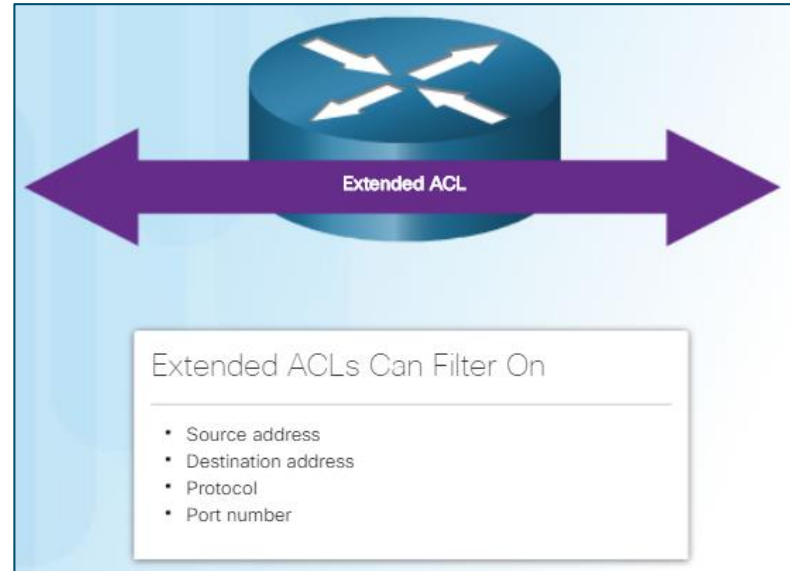 Extended ACL
Extended ACLs Can Filter On
• Source address
• Destination address
• Protocol
• Port number